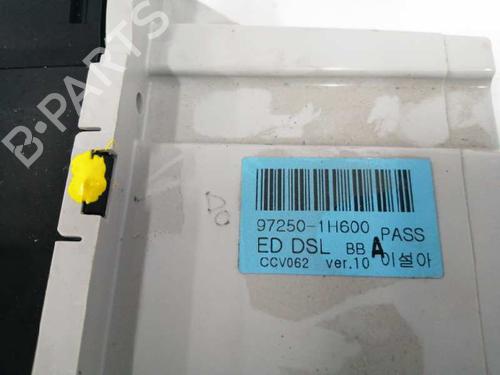 B-PARTS
97250-1H600 PASS
ED DSL BB A
CCV062 ver.10 이설아
DO